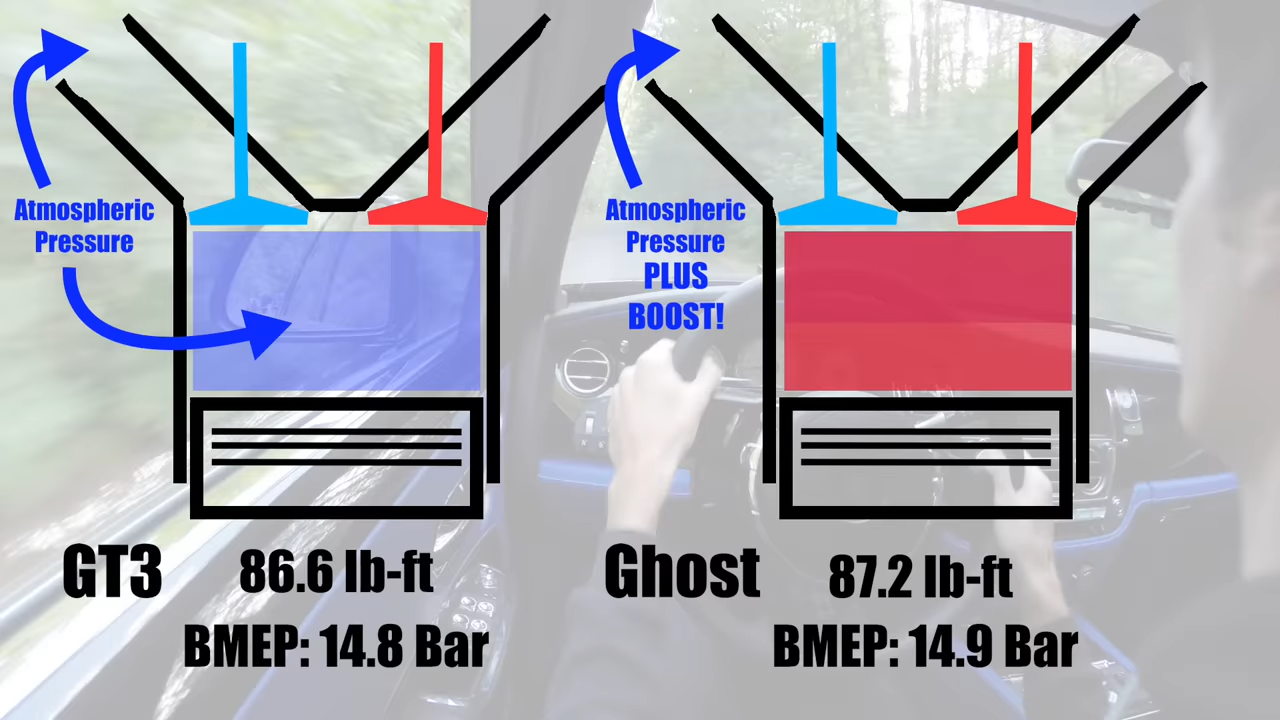 Atmospheric
Pressure
GT3
86.6 lb-ft
BMEP: 14.8 Bar
Atmospheric
Pressure
PLUS
BOOST!
Ghost
87.2 lb-ft
BMEP: 14.9 Bar